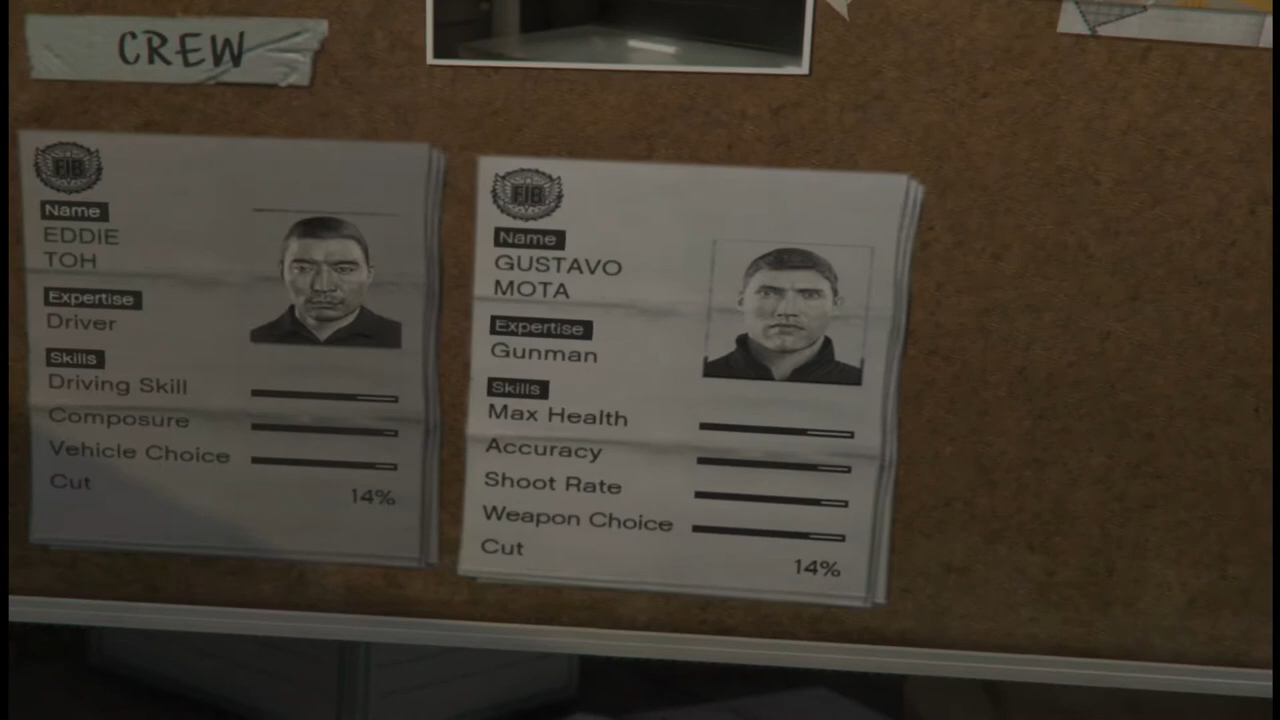 CREW
FIB
Name
EDDIE
TOH
Expertise
Driver
Skills
Driving Skill
Composure
Vehicle Choice
Cut 14%
FIB
Name
GUSTAVO
MOTA
Expertise
Gunman
Skills
Max Health
Accuracy
Shoot Rate
Weapon Choice
Cut 14%